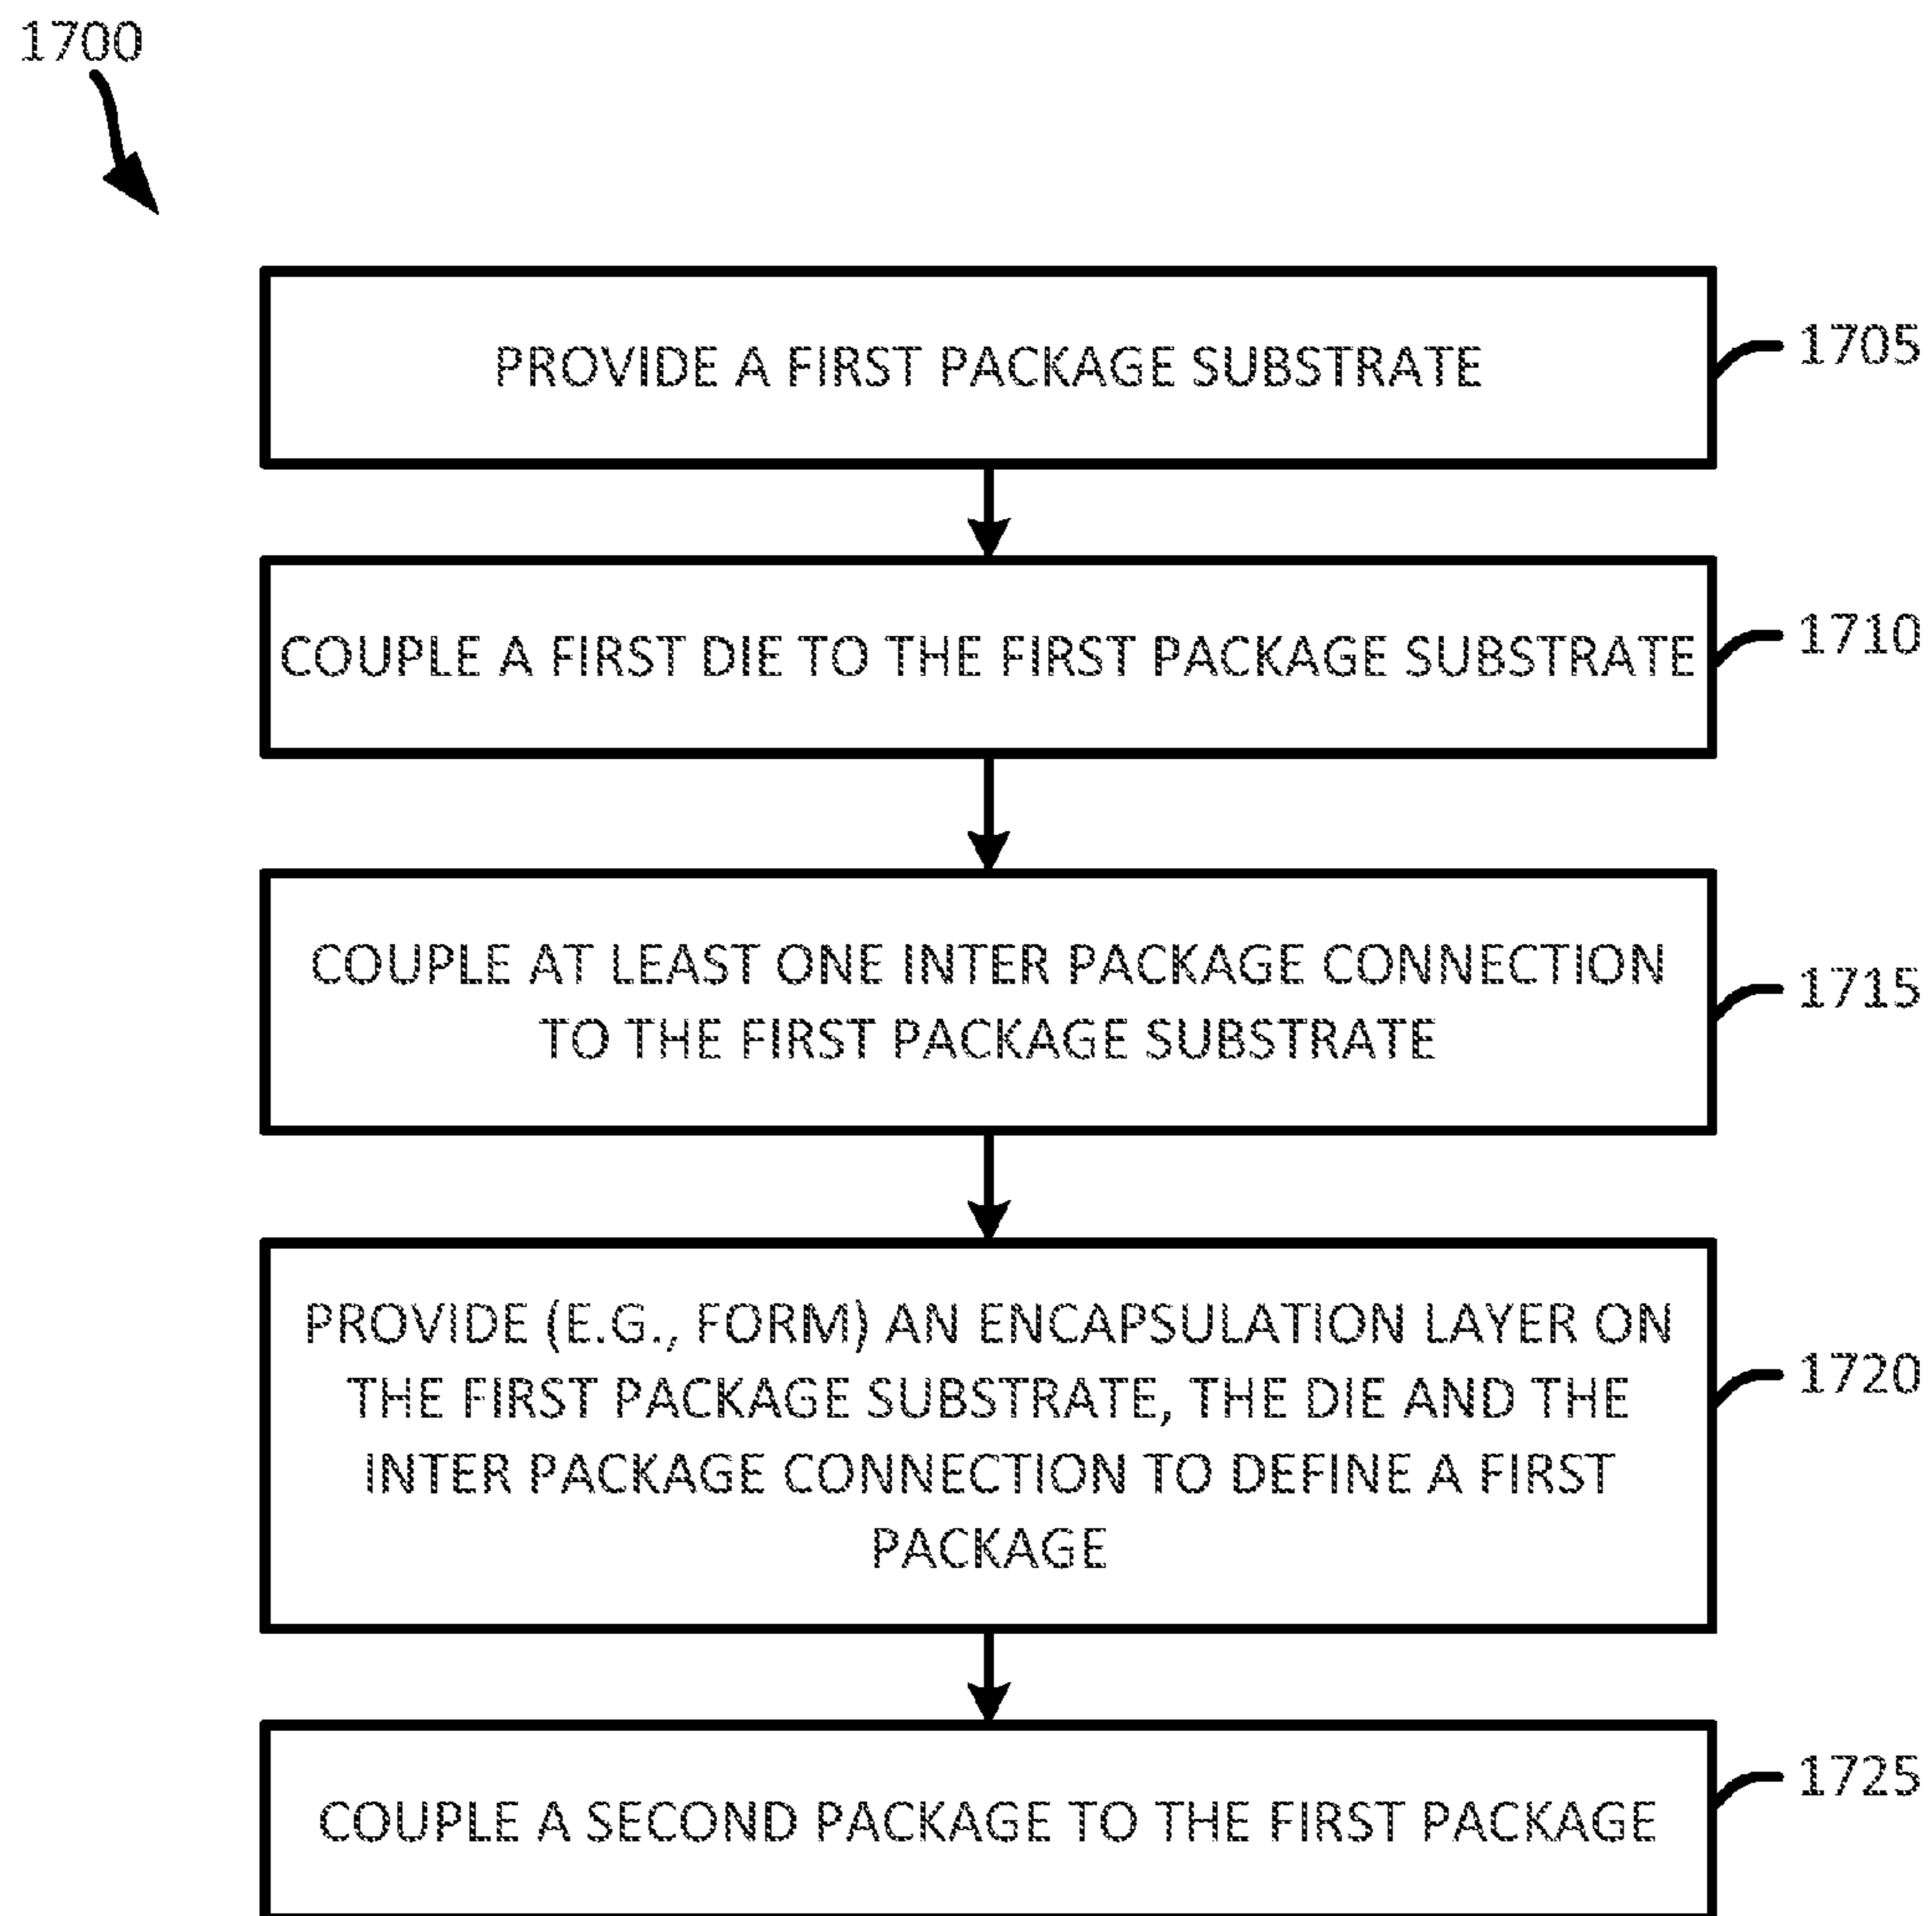 1700
PROVIDE A FIRST PACKAGE SUBSTRATE
1705
COUPLE A FIRST DIE TO THE FIRST PACKAGE SUBSTRATE
1710
COUPLE AT LEAST ONE INTER PACKAGE CONNECTION
TO THE FIRST PACKAGE SUBSTRATE
1715
PROVIDE (E.G., FORM) AN ENCAPSULATION LAYER ON
THE FIRST PACKAGE SUBSTRATE, THE DIE AND THE
INTER PACKAGE CONNECTION TO DEFINE A FIRST
PACKAGE
1720
COUPLE A SECOND PACKAGE TO THE FIRST PACKAGE
1725